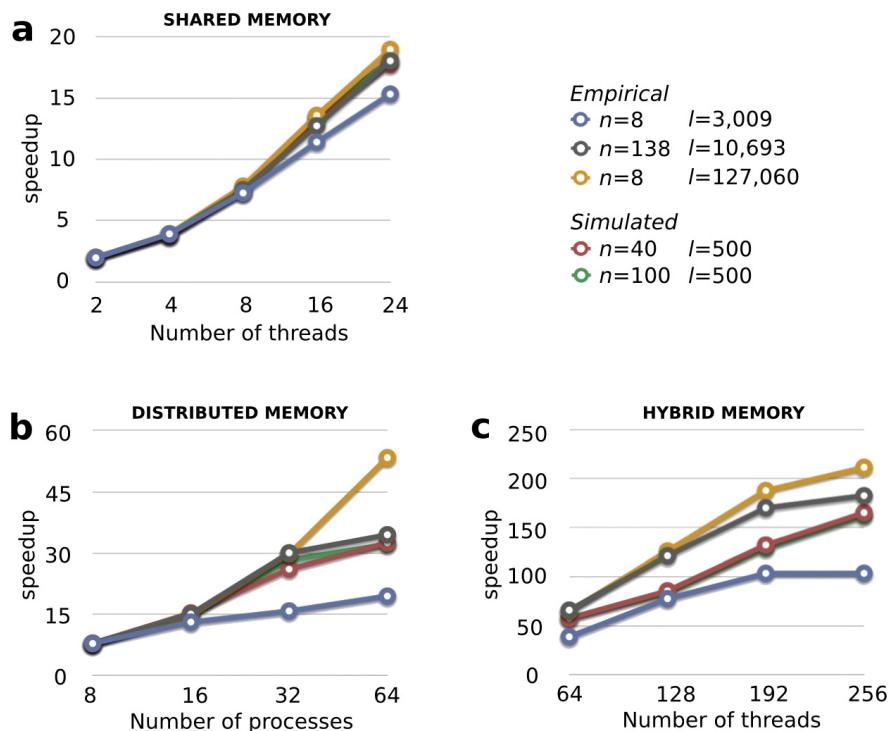 a
SHARED MEMORY
20
15
10
5
0
speedup
2 4 8 16 24
Number of threads
Empirical
n=8 l=3,009
n=138 l=10,693
n=8 l=127,060
Simulated
n=40 l=500
n=100 l=500
b
DISTRIBUTED MEMORY
60
45
30
15
0
speedup
8 16 32 64
Number of processes
c
HYBRID MEMORY
250
200
150
100
50
0
speedup
64 128 192 256
Number of threads